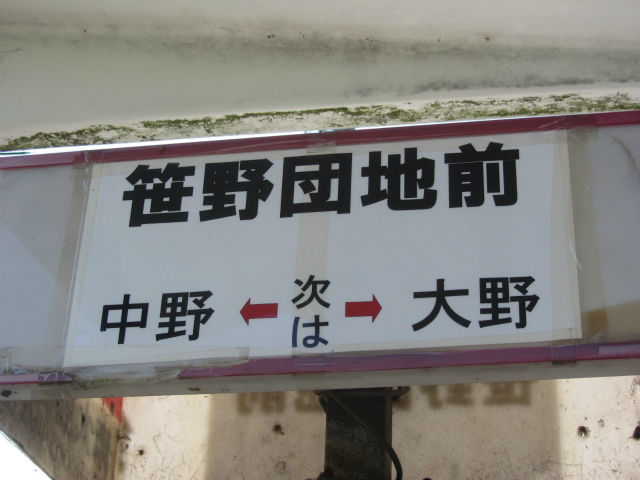 笹野団地前
中野 ← 次は → 大野